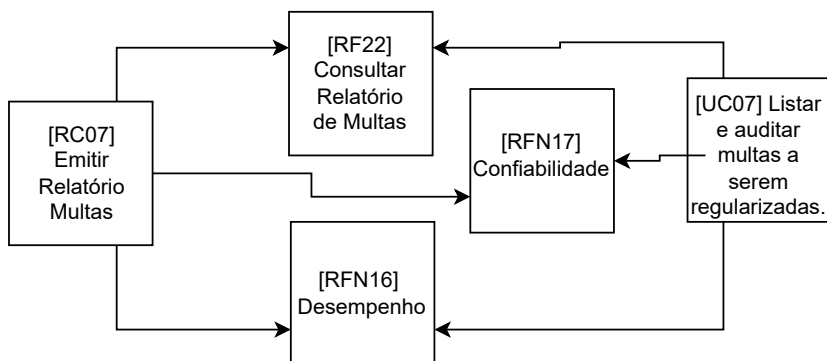 [RC07]
Emitir
Relatório
Multas
[RF22]
Consultar
Relatório
de Multas
[RFN17]
Confiabilidade
[RFN16]
Desempenho
[UC07] Listar
e auditar
multas a
serem
regularizadas.